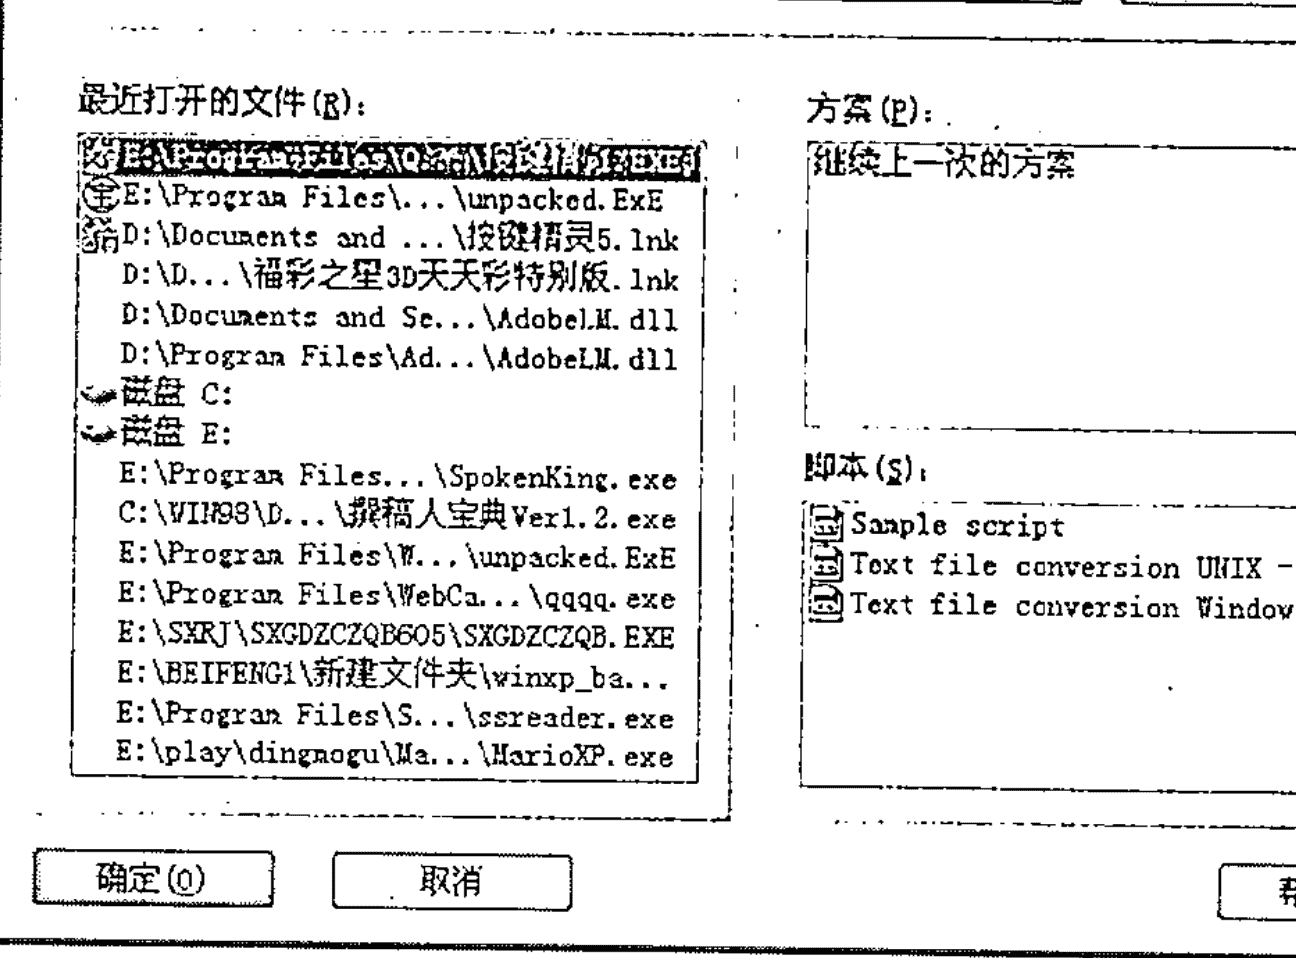 最近打开的文件(R):
E:\Program Files\Q
E:\Program Files\...\unpacked.ExE
D:\Documents and ...\按键精灵5.lnk
D:\D...\福彩之星3D天天彩特别版.lnk
D:\Documents and Se...\AdobeLM.dll
D:\Program Files\Ad...\AdobeLM.dll
磁盘 C:
磁盘 E:
E:\Program Files...\SpokenKing.exe
C:\WIN98\D...\撰稿人宝典Ver1.2.exe
E:\Program Files\W...\unpacked.ExE
E:\Program Files\WebCa...\qqqq.exe
E:\SXRJ\SXGDZCZQB605\SXGDZCZQB.EXE
E:\BEIFENG1\新建文件夹\winxp_ba...
E:\Program Files\S...\ssreader.exe
E:\play\dingmogu\Ma...\MarioXP.exe
方案(P):
继续上一次的方案
脚本(S):
Sample script
Text file conversion UNIX -
Text file conversion Window
确定(O)
取消